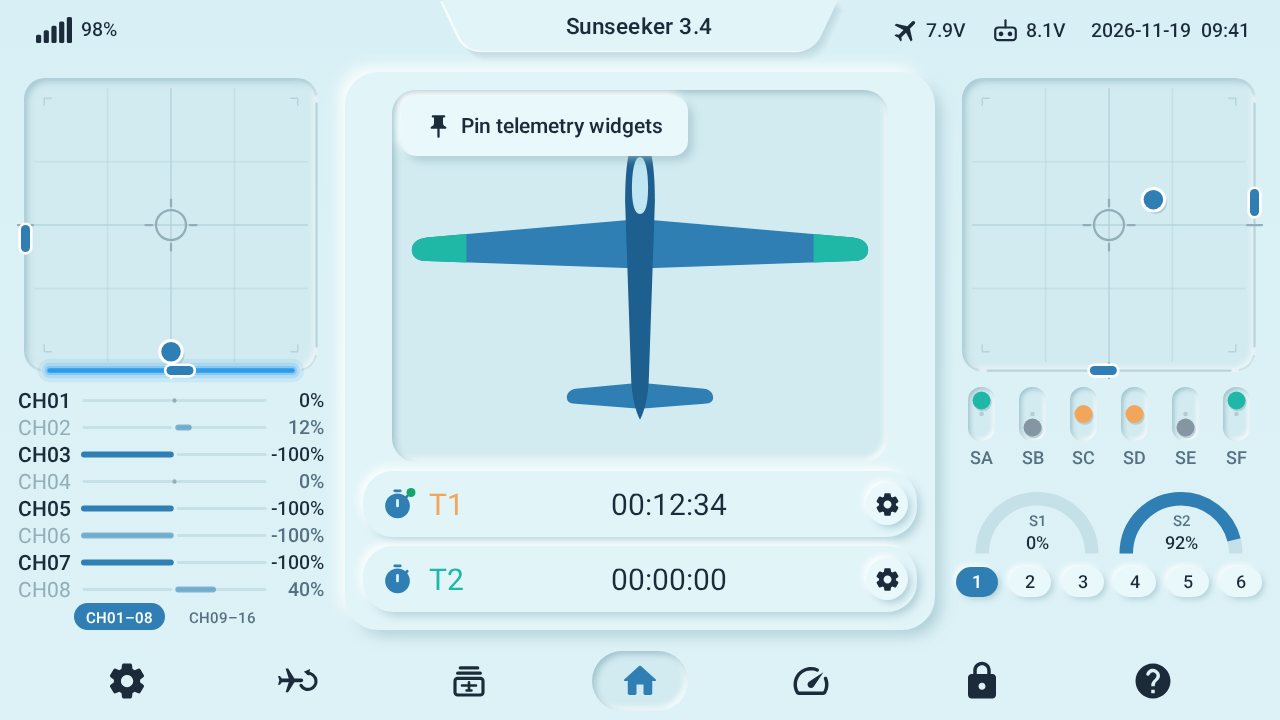 98%
Sunseeker 3.4
7.9V
8.1V
2026-11-19 09:41
Pin telemetry widgets
CH01 0%
CH02 12%
CH03 -100%
CH04 0%
CH05 -100%
CH06 -100%
CH07 -100%
CH08 40%
CH01–08
CH09–16
T1 00:12:34
T2 00:00:00
SA SB SC SD SE SF
S1
0%
S2
92%
1 2 3 4 5 6